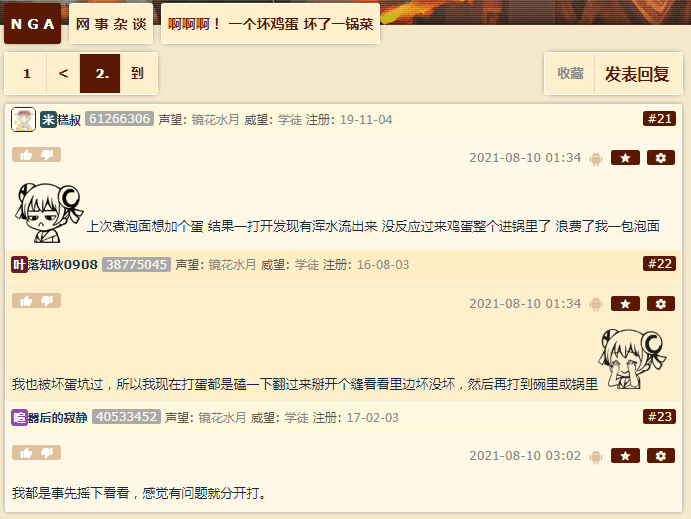 NGA 网事杂谈 啊啊啊！ 一个坏鸡蛋 坏了一锅菜
1 < 2. 到 收藏 发表回复
米糕叔 61266306 声望: 镜花水月 威望: 学徒 注册: 19-11-04 #21
2021-08-10 01:34
上次煮泡面想加个蛋 结果一打开发现有浑水流出来 没反应过来鸡蛋整个进锅里了 浪费了我一包泡面
叶落知秋0908 38775045 声望: 镜花水月 威望: 学徒 注册: 16-08-03 #22
2021-08-10 01:34
我也被坏蛋坑过，所以我现在打蛋都是磕一下翻过来掰开个缝看看里边坏没坏，然后再打到碗里或锅里
喧嚣后的寂静 40533452 声望: 镜花水月 威望: 学徒 注册: 17-02-03 #23
2021-08-10 03:02
我都是事先摇下看看，感觉有问题就分开打。